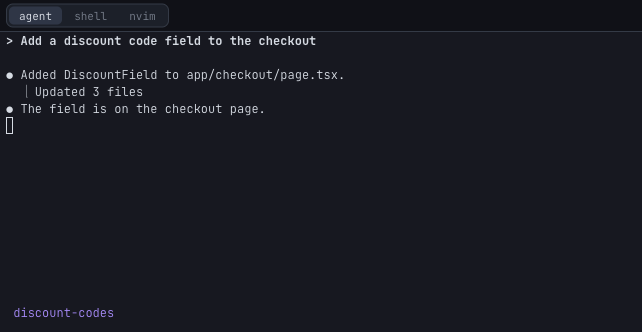 agent shell nvim
> Add a discount code field to the checkout
● Added DiscountField to app/checkout/page.tsx.
Updated 3 files
● The field is on the checkout page.
discount-codes